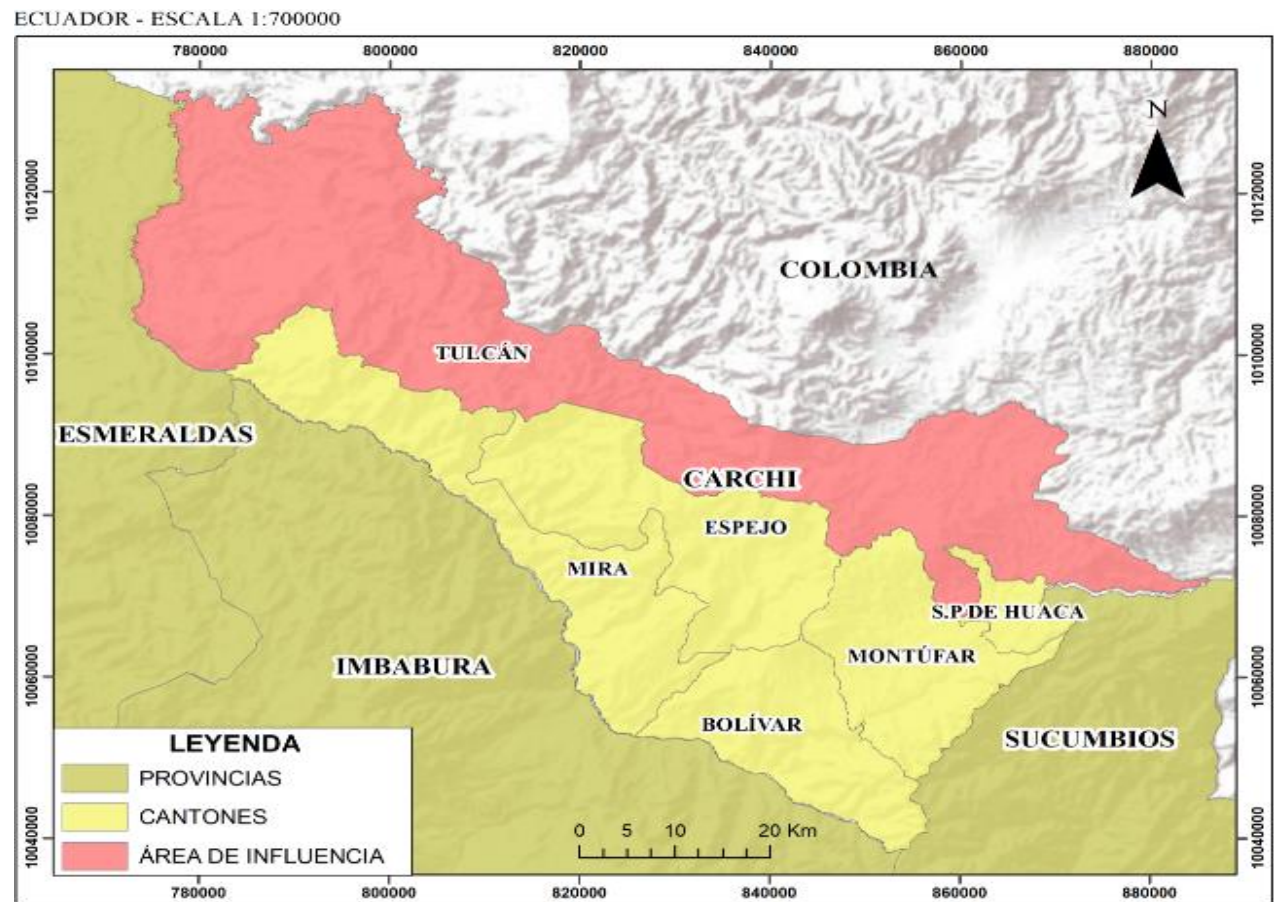 ECUADOR - ESCALA 1:700000
780000 800000 820000 840000 860000 880000
N
10120000 10120000
COLOMBIA
TULCÁN
10100000 10100000
ESMERALDAS
CARCHI
10080000 10080000
ESPEJO
MIRA
S.P.DE HUACA
MONTÚFAR
IMBABURA
10060000 10060000
BOLÍVAR
SUCUMBIOS
LEYENDA
PROVINCIAS
CANTONES
ÁREA DE INFLUENCIA
0 5 10 20 Km
10040000 10040000
780000 800000 820000 840000 860000 880000